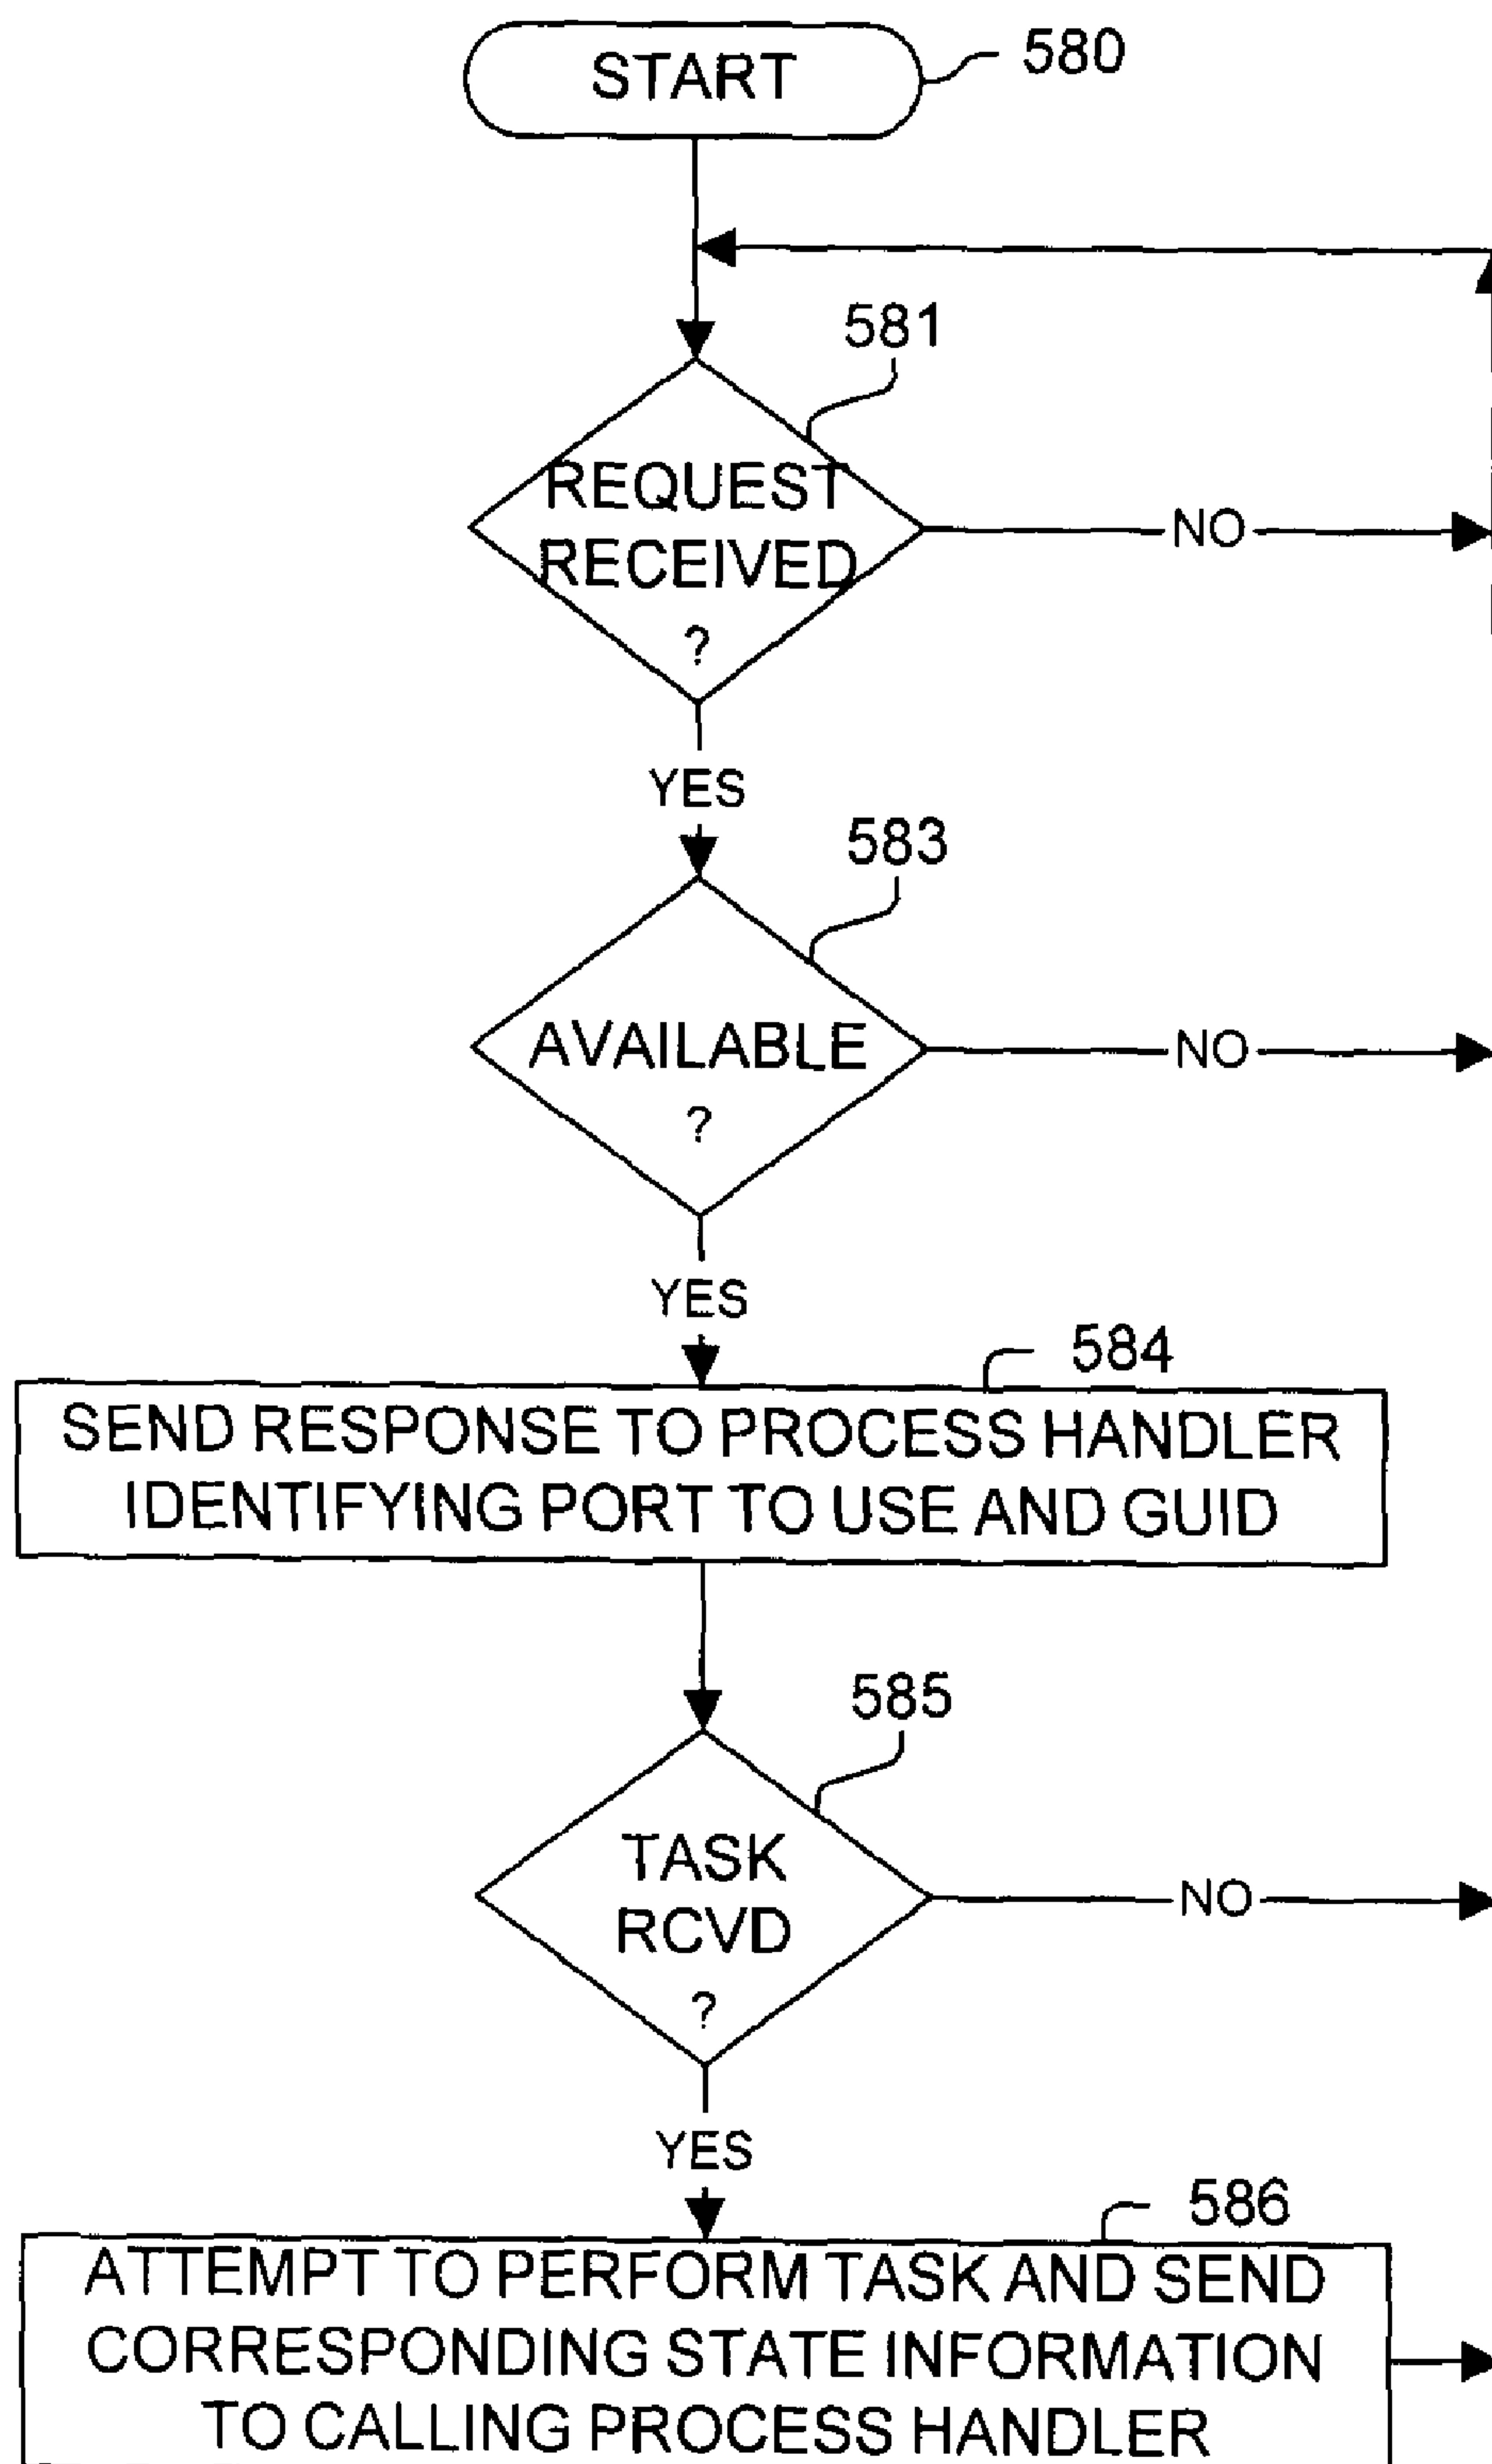 START
580
581
REQUEST
RECEIVED
?
NO
YES
583
AVAILABLE
?
NO
YES
584
SEND RESPONSE TO PROCESS HANDLER
IDENTIFYING PORT TO USE AND GUID
585
TASK
RCVD
?
NO
YES
586
ATTEMPT TO PERFORM TASK AND SEND
CORRESPONDING STATE INFORMATION
TO CALLING PROCESS HANDLER